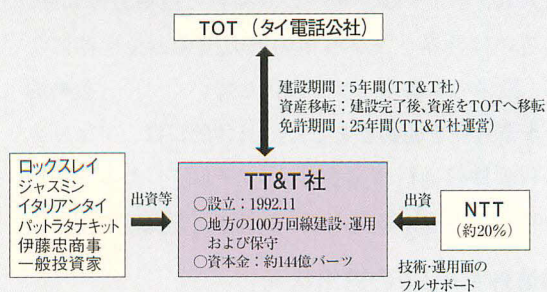 TOT（タイ電話公社）
建設期間：5年間(TT&T社)
資産移転：建設完了後、資産をTOTへ移転
免許期間：25年間(TT&T社運営)
ロックスレイ
ジャスミン
イタリアンタイ
パットラタナキット
伊藤忠商事
一般投資家
出資等
TT&T社
○設立：1992.11
○地方の100万回線建設・運用
および保守
○資本金：約144億バーツ
出資
NTT
(約20%)
技術・運用面の
フルサポート